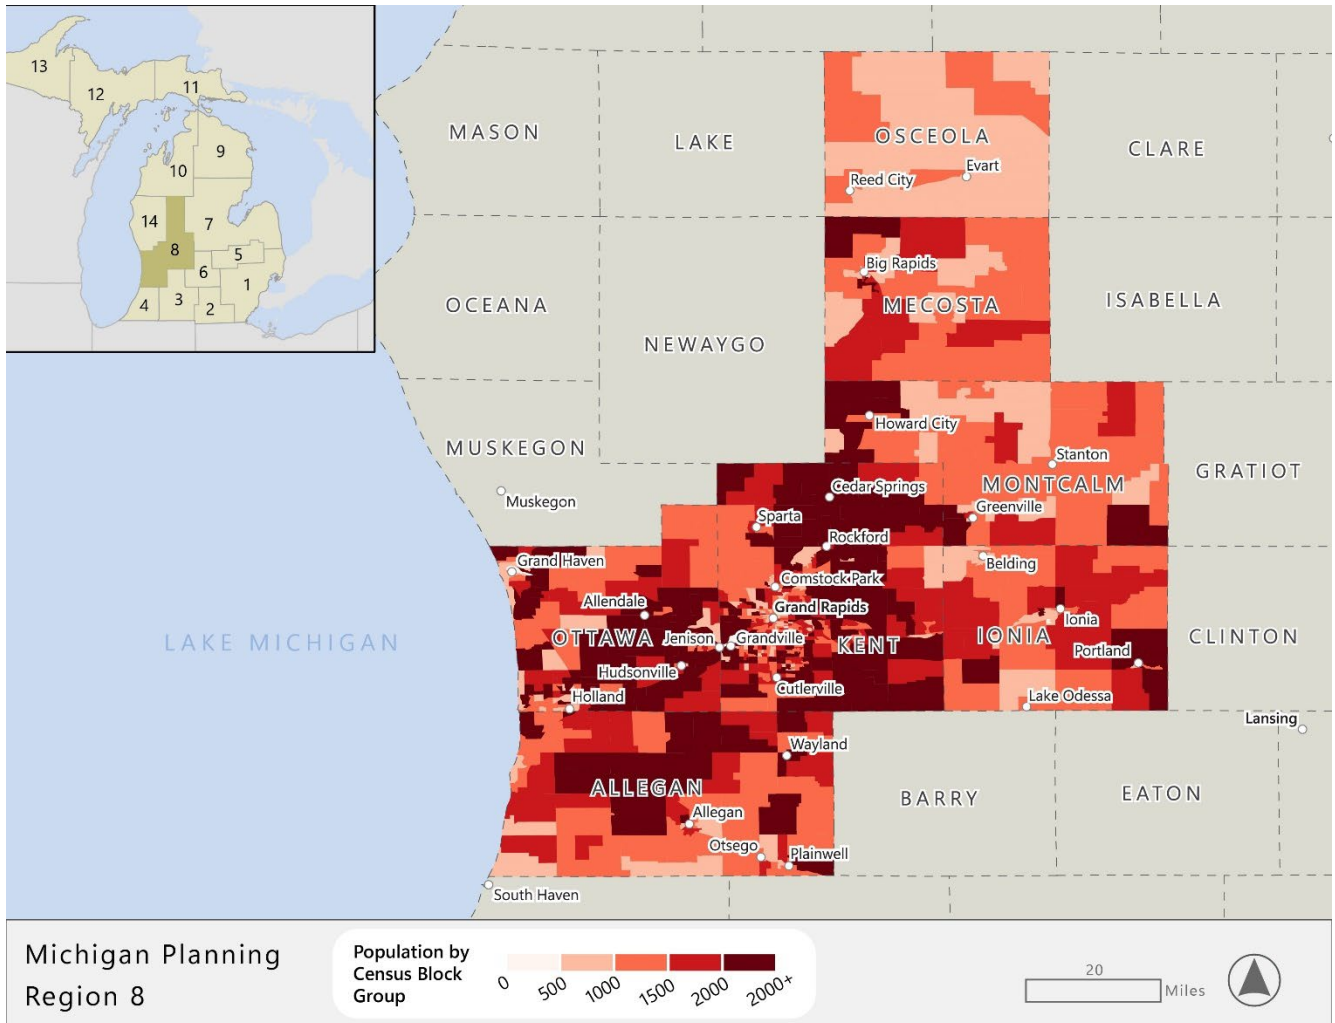 13
12
11
9
10
14
7
8
5
6
1
4
3
2
MASON
LAKE
OSCEOLA
CLARE
Evart
Reed City
Big Rapids
OCEANA
MECOSTA
ISABELLA
NEWAYGO
Howard City
MUSKEGON
Stanton
GRATIOT
MONTCALM
Muskegon
Cedar Springs
Greenville
Sparta
Rockford
Grand Haven
Belding
Comstock Park
Allendale
Grand Rapids
Ionia
LAKE MICHIGAN
OTTAWA
Jenison
Grandville
KENT
IONIA
CLINTON
Portland
Hudsonville
Cutlerville
Holland
Lake Odessa
Lansing
Wayland
ALLEGAN
BARRY
EATON
Allegan
Otsego
Plainwell
South Haven
Michigan Planning
Region 8
Population by
Census Block
Group
0
500
1000
1500
2000
2000+
20
Miles